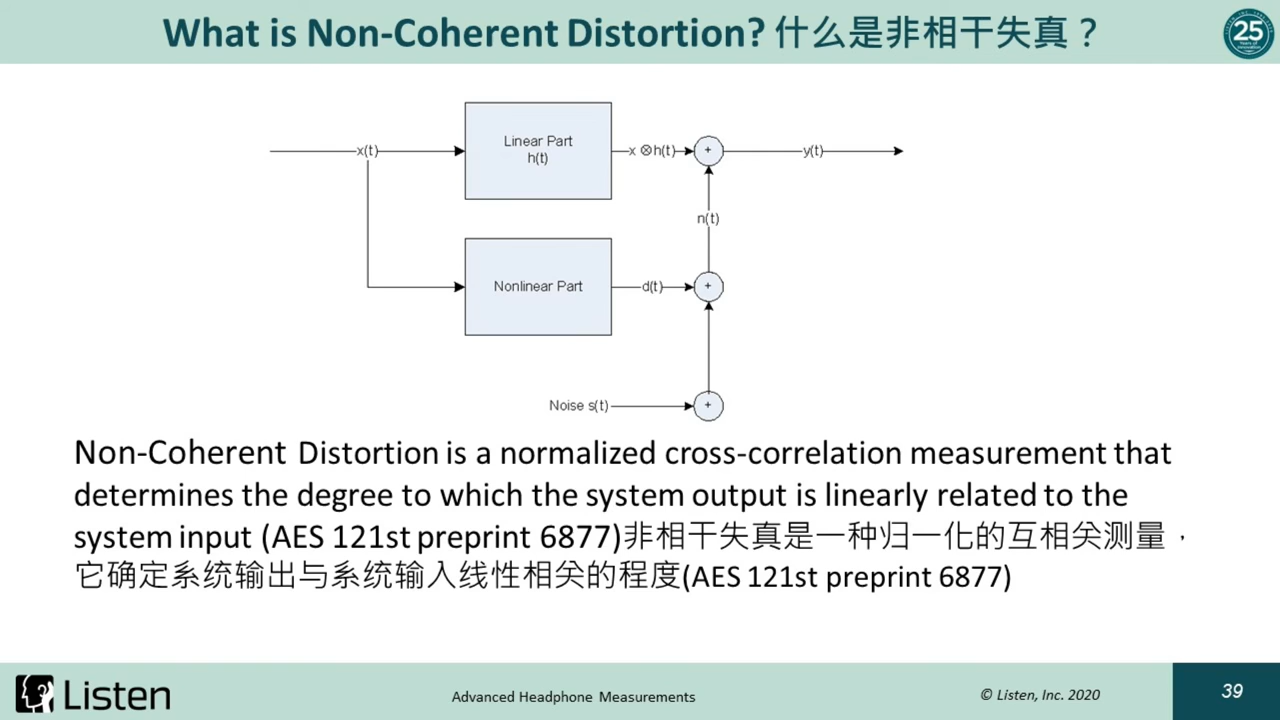 What is Non-Coherent Distortion? 什么是非相干失真？
25
x(t)
Linear Part
h(t)
x ⊗h(t)
+
y(t)
n(t)
Nonlinear Part
d(t)
+
Noise s(t)
+
Non-Coherent Distortion is a normalized cross-correlation measurement that
determines the degree to which the system output is linearly related to the
system input (AES 121st preprint 6877)非相干失真是一种归一化的互相关测量，
它确定系统输出与系统输入线性相关的程度(AES 121st preprint 6877)
Listen
Advanced Headphone Measurements
© Listen, Inc. 2020
39